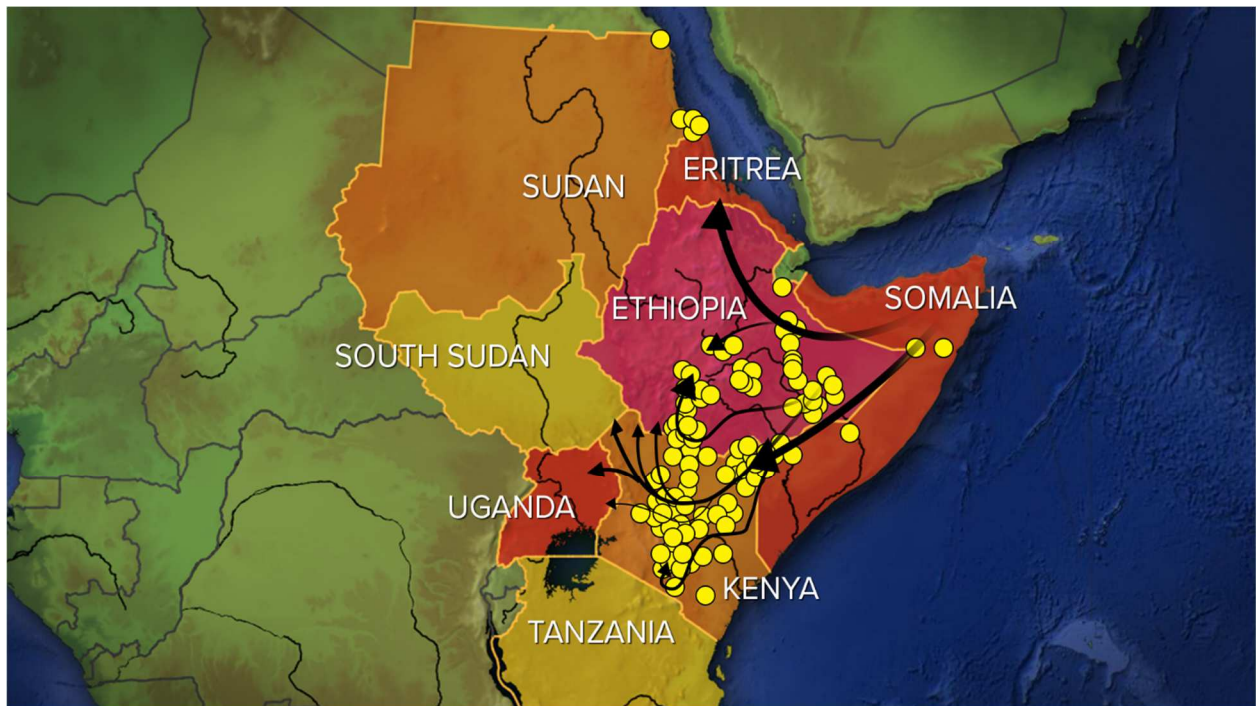 ERITREA
SUDAN
SOMALIA
ETHIOPIA
SOUTH SUDAN
UGANDA
KENYA
TANZANIA